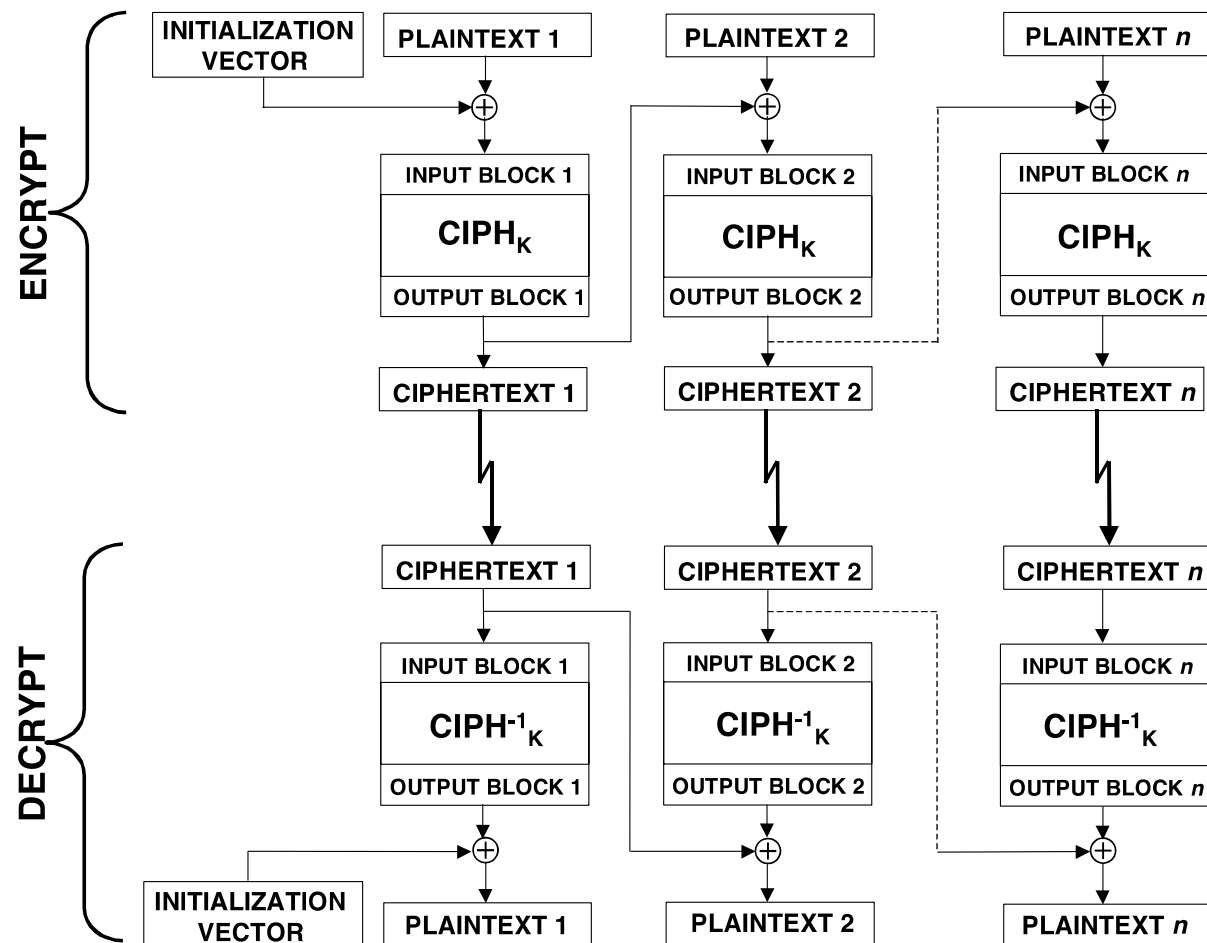 ENCRYPT
INITIALIZATION
VECTOR
PLAINTEXT 1
PLAINTEXT 2
PLAINTEXT n
INPUT BLOCK 1
INPUT BLOCK 2
INPUT BLOCK n
CIPHK
CIPHK
CIPHK
OUTPUT BLOCK 1
OUTPUT BLOCK 2
OUTPUT BLOCK n
CIPHERTEXT 1
CIPHERTEXT 2
CIPHERTEXT n
DECRYPT
CIPHERTEXT 1
CIPHERTEXT 2
CIPHERTEXT n
INPUT BLOCK 1
INPUT BLOCK 2
INPUT BLOCK n
CIPH-1K
CIPH-1K
CIPH-1K
OUTPUT BLOCK 1
OUTPUT BLOCK 2
OUTPUT BLOCK n
INITIALIZATION
VECTOR
PLAINTEXT 1
PLAINTEXT 2
PLAINTEXT n